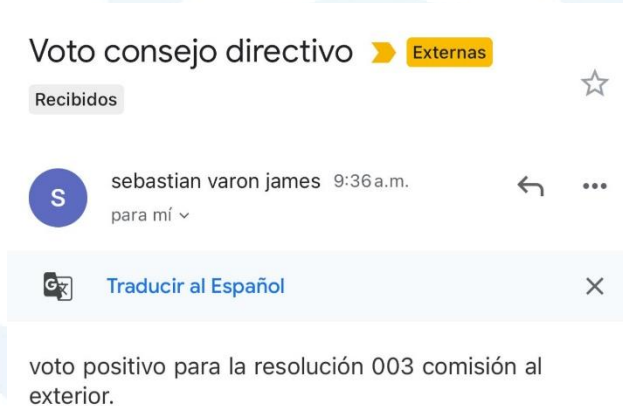 Voto consejo directivo Externas
Recibidos
S
sebastian varon james 9:36 a.m.
para mí
Traducir al Español
voto positivo para la resolución 003 comisión al
exterior.